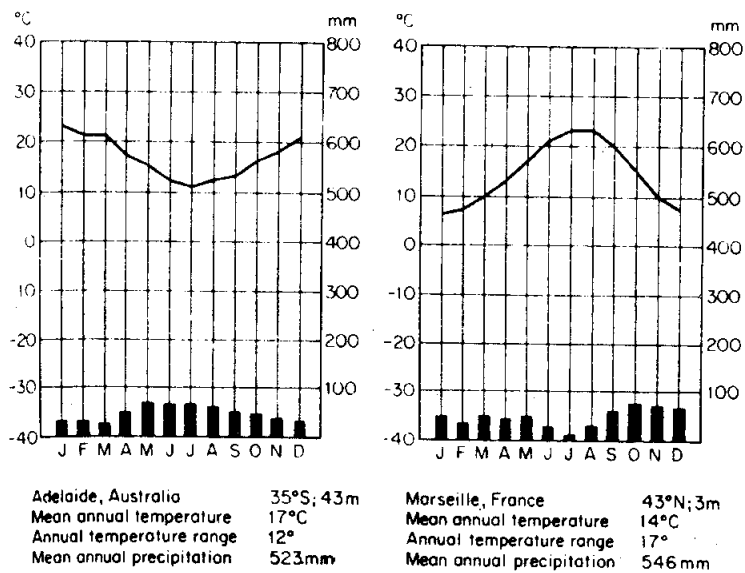 °C mm
40 800
30 700
20 600
10 500
0 400
-10 300
-20 200
-30 100
-40
J F M A M J J A S O N D
Adelaide, Australia 35°S; 43m
Mean annual temperature 17°C
Annual temperature range 12°
Mean annual precipitation 523mm
°C mm
40 800
30 700
20 600
10 500
0 400
-10 300
-20 200
-30 100
-40
J F M A M J J A S O N D
Marseille, France 43°N; 3m
Mean annual temperature 14°C
Annual temperature range 17°
Mean annual precipitation 546mm